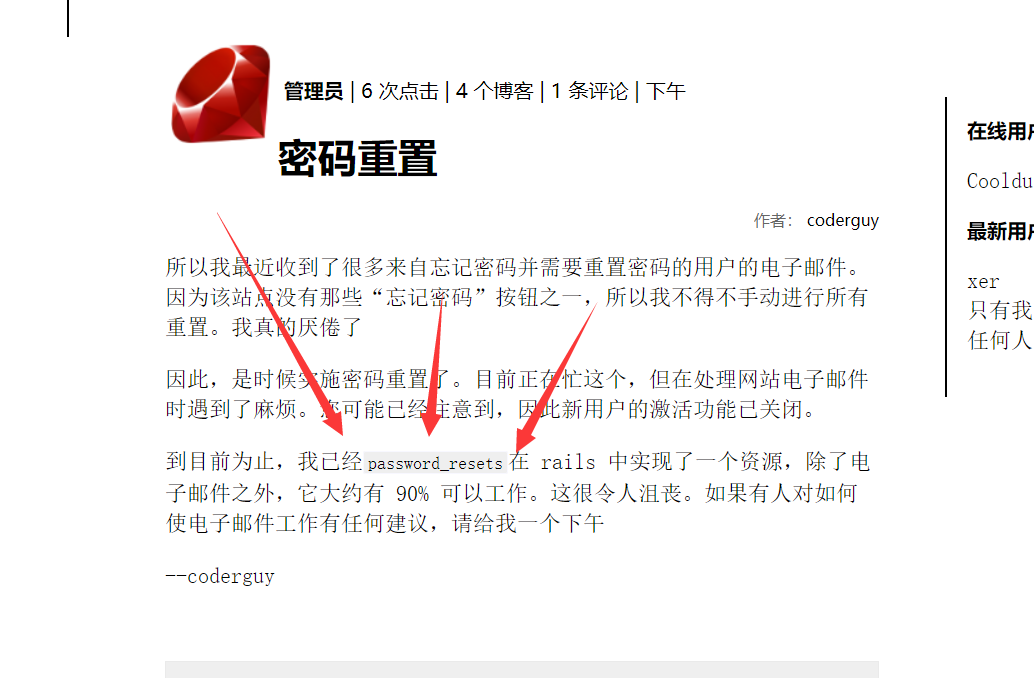 管理员 | 6 次点击 | 4 个博客 | 1 条评论 | 下午
密码重置
作者： coderguy
所以我最近收到了很多来自忘记密码并需要重置密码的用户的电子邮件。
因为该站点没有那些“忘记密码”按钮之一，所以我不得不手动进行所有
重置。我真的厌倦了
因此，是时候实施密码重置了。目前正在忙这个，但在处理网站电子邮件
时遇到了麻烦。您可能已经注意到，因此新用户的激活功能已关闭。
到目前为止，我已经password_resets在 rails 中实现了一个资源，除了电
子邮件之外，它大约有 90% 可以工作。这很令人沮丧。如果有人对如何
使电子邮件工作有任何建议，请给我一个下午
--coderguy
在线用户
Cooldu
最新用户
xer
只有我
任何人